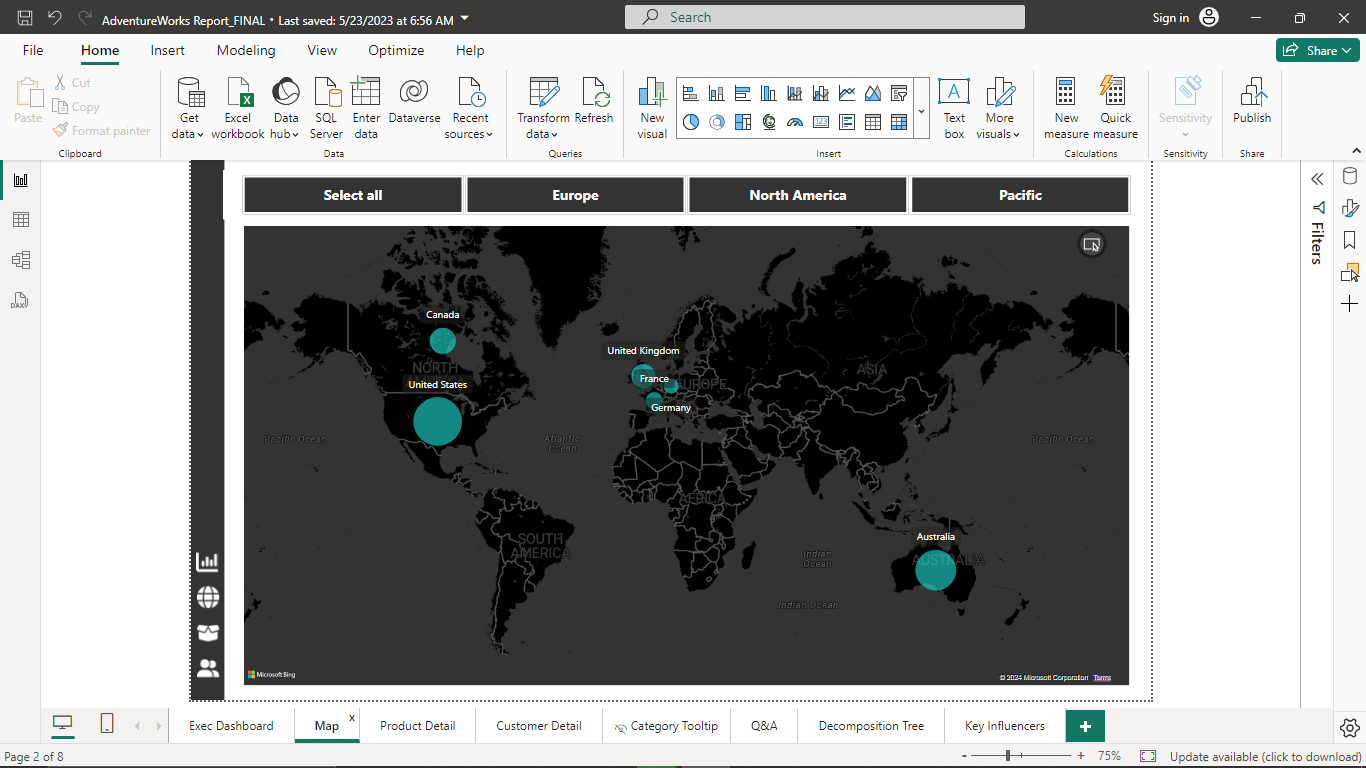 AdventureWorks Report_FINAL • Last saved: 5/23/2023 at 6:56 AM
Search
Sign in
File
Home
Insert
Modeling
View
Optimize
Help
Share
Paste
Cut
Copy
Format painter
Clipboard
Get data
Excel workbook
Data hub
SQL Server
Enter data
Dataverse
Recent sources
Data
Transform data
Refresh
Queries
New visual
123
A
Text box
More visuals
Insert
New measure
Quick measure
Calculations
Sensitivity
Sensitivity
Publish
Share
DAX
Filters
Select all
Europe
North America
Pacific
Canada
NORTH
United States
United Kingdom
France
EUROPE
Germany
ASIA
Pacific Ocean
Atlantic
Ocean
Pacific Ocean
AFRICA
SOUTH
AMERICA
Australia
AUSTRALIA
Indian
Ocean
Indian Ocean
Microsoft Bing
© 2024 Microsoft Corporation Terms
Exec Dashboard
Map
x
Product Detail
Customer Detail
Category Tooltip
Q&A
Decomposition Tree
Key Influencers
+
Page 2 of 8
- + 75%
Update available (click to download)